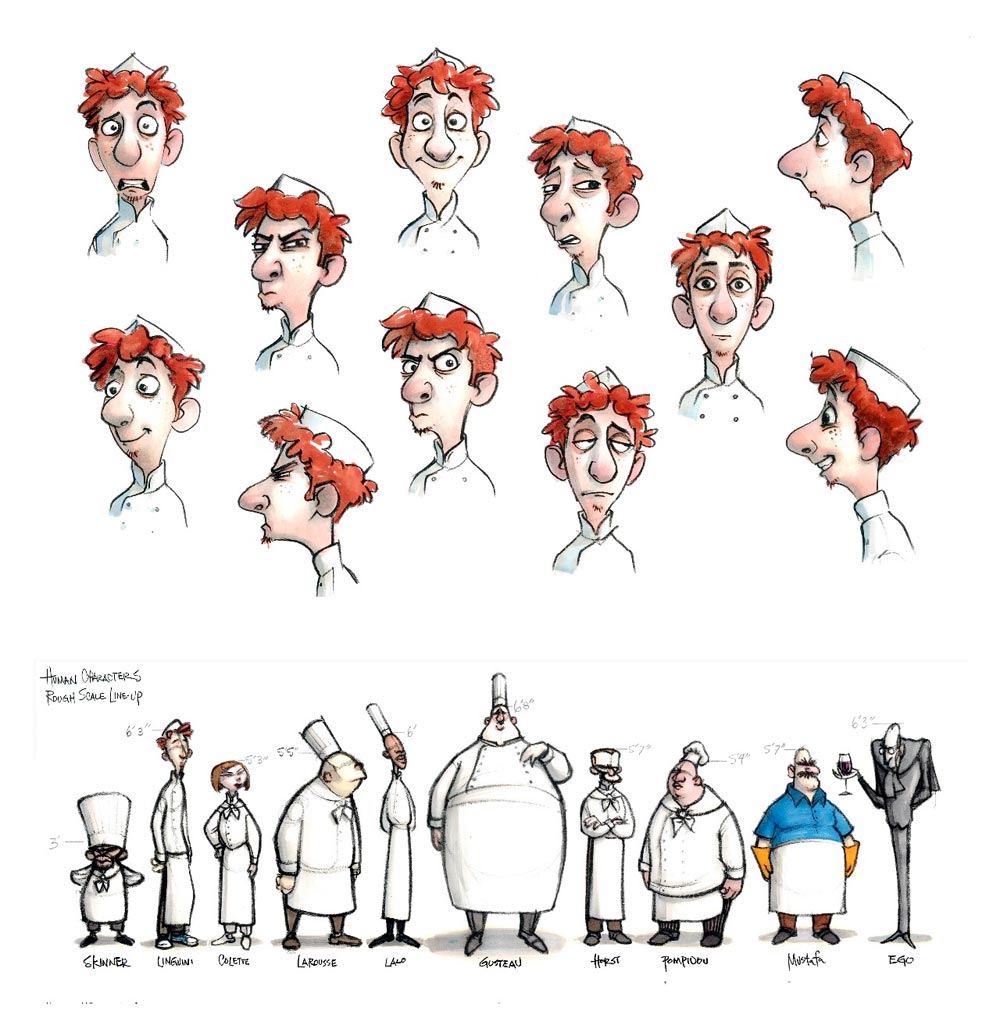 HUMAN CHARACTERS
ROUGH SCALE LINE-UP
3'
6'3"
5'3"
5'5"
6'
6'8"
5'7"
5'9"
5'7"
6'3"
SKINNER
LINGUINI
COLETTE
LAROUSSE
LALO
GUSTEAU
HORST
POMPIDOU
MUSTAFA
EGO